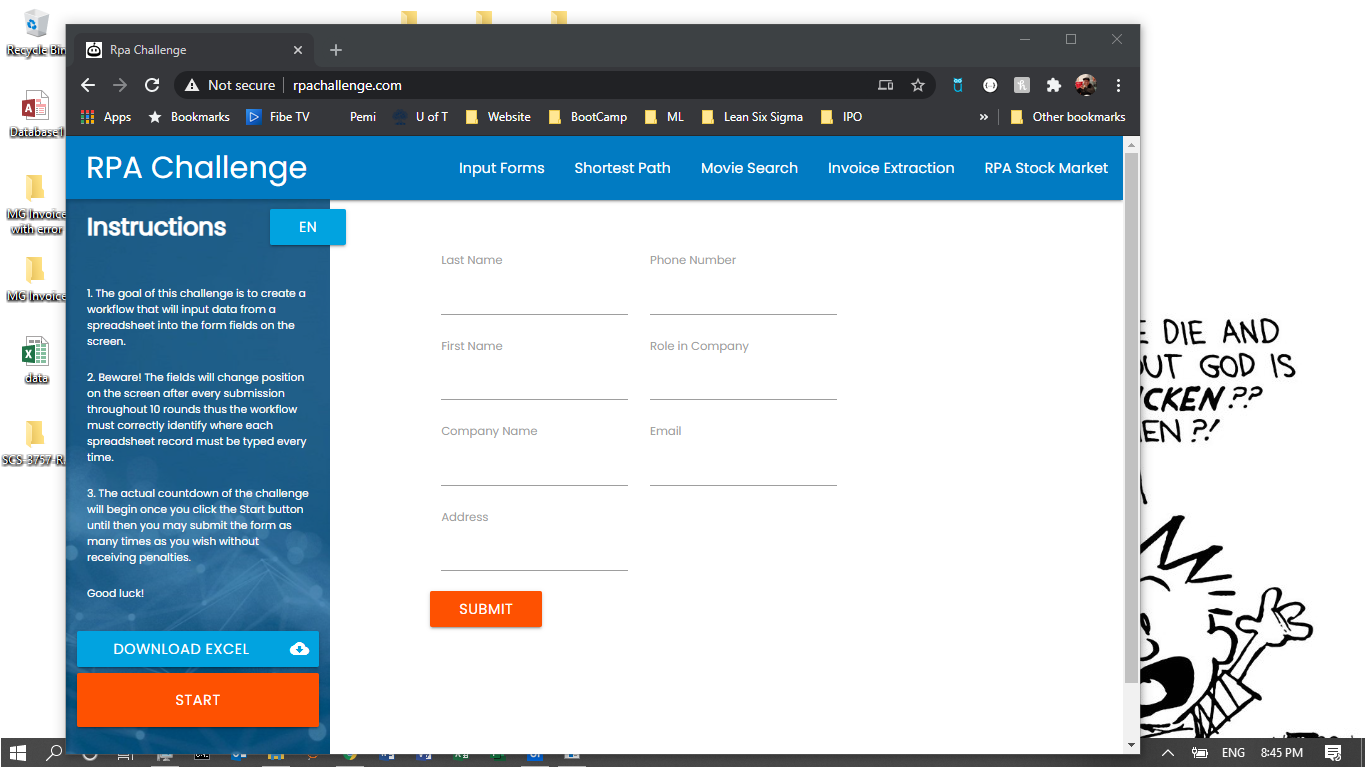 Recycle Bin
Database1
MG Invoice
with error
MG Invoice
data
SCS-3757-R
Rpa Challenge
Not secure
rpachallenge.com
Apps
Bookmarks
Fibe TV
Pemi
U of T
Website
BootCamp
ML
Lean Six Sigma
IPO
»
Other bookmarks
RPA Challenge
Input Forms
Shortest Path
Movie Search
Invoice Extraction
RPA Stock Market
Instructions
EN
1. The goal of this challenge is to create a
workflow that will input data from a
spreadsheet into the form fields on the
screen.
2. Beware! The fields will change position
on the screen after every submission
throughout 10 rounds thus the workflow
must correctly identify where each
spreadsheet record must be typed every
time.
3. The actual countdown of the challenge
will begin once you click the Start button
until then you may submit the form as
many times as you wish without
receiving penalties.
Good luck!
DOWNLOAD EXCEL
START
Last Name
Phone Number
First Name
Role in Company
Company Name
Email
Address
SUBMIT
DIE AND
GOD IS
ENG
8:45 PM